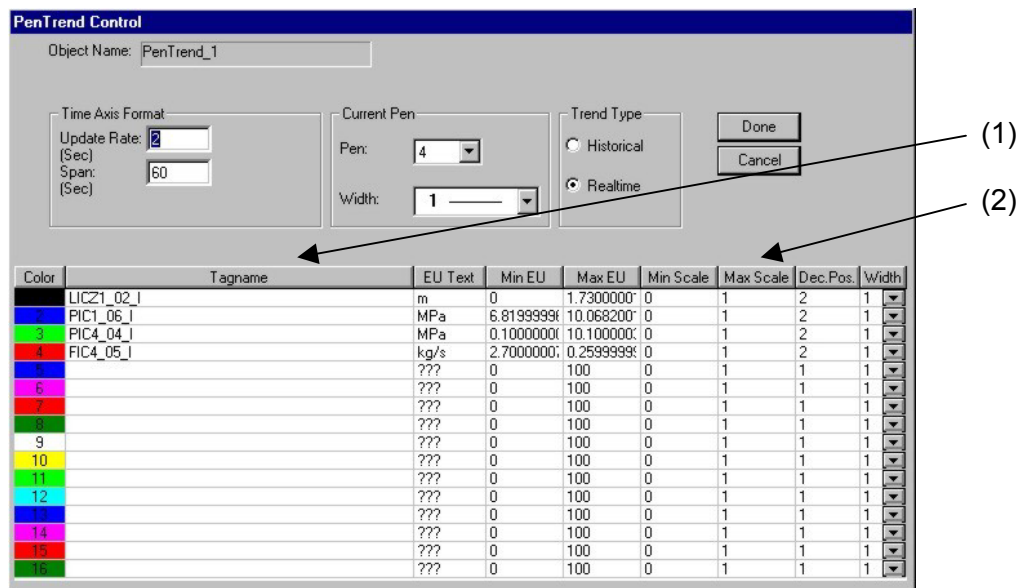 PenTrend Control
Object Name: PenTrend_1
Time Axis Format
Update Rate: 2
(Sec)
Span: 60
(Sec)
Current Pen
Pen: 4
Width: 1
Trend Type
Historical
Realtime
Done
Cancel
(1)
(2)
Color Tagname EU Text Min EU Max EU Min Scale Max Scale Dec.Pos. Width
LICZ1_02_I m 0 1.7300000 0 1 2 1
2 PIC1_06_I MPa 6.8199999 10.068200 0 1 2 1
3 PIC4_04_I MPa 0.1000000 10.100000 0 1 2 1
4 FIC4_05_I kg/s 2.7000000 0.2599999 0 1 2 1
5 ??? 0 100 0 1 1 1
6 ??? 0 100 0 1 1 1
7 ??? 0 100 0 1 1 1
8 ??? 0 100 0 1 1 1
9 ??? 0 100 0 1 1 1
10 ??? 0 100 0 1 1 1
11 ??? 0 100 0 1 1 1
12 ??? 0 100 0 1 1 1
13 ??? 0 100 0 1 1 1
14 ??? 0 100 0 1 1 1
15 ??? 0 100 0 1 1 1
16 ??? 0 100 0 1 1 1